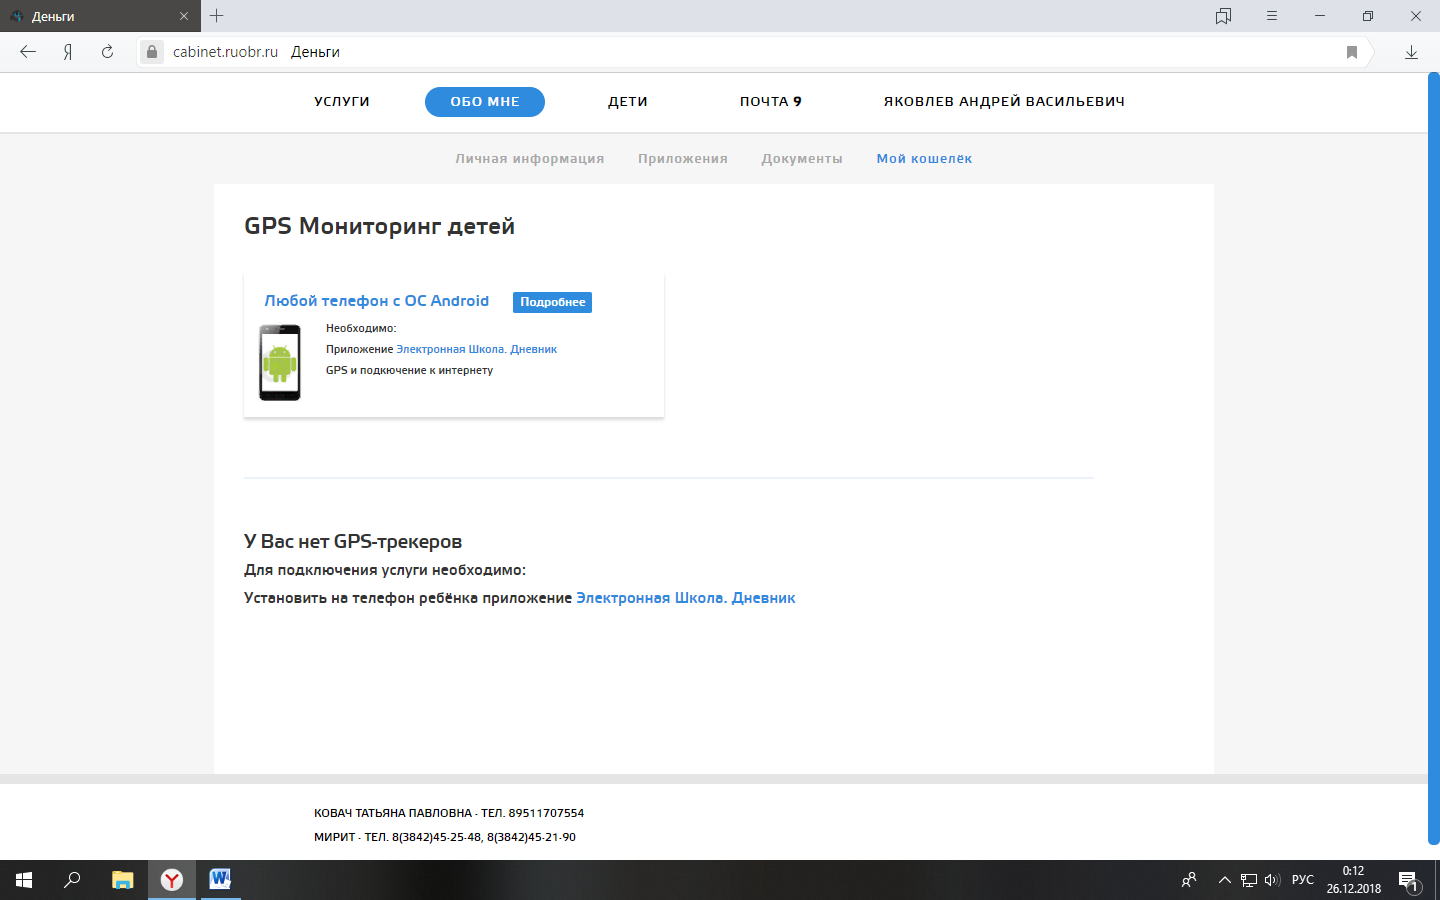 Деньги
cabinet.ruobr.ru Деньги
УСЛУГИ ОБО МНЕ ДЕТИ ПОЧТА 9 ЯКОВЛЕВ АНДРЕЙ ВАСИЛЬЕВИЧ
Личная информация Приложения Документы Мой кошелёк
GPS Мониторинг детей
Любой телефон с ОС Android Подробнее
Необходимо:
Приложение Электронная Школа. Дневник
GPS и подкючение к интернету
У Вас нет GPS-трекеров
Для подключения услуги необходимо:
Установить на телефон ребёнка приложение Электронная Школа. Дневник
КОВАЧ ТАТЬЯНА ПАВЛОВНА - ТЕЛ. 89511707554
МИРИТ - ТЕЛ. 8(3842)45-25-48, 8(3842)45-21-90
РУС
0:12
26.12.2018
1